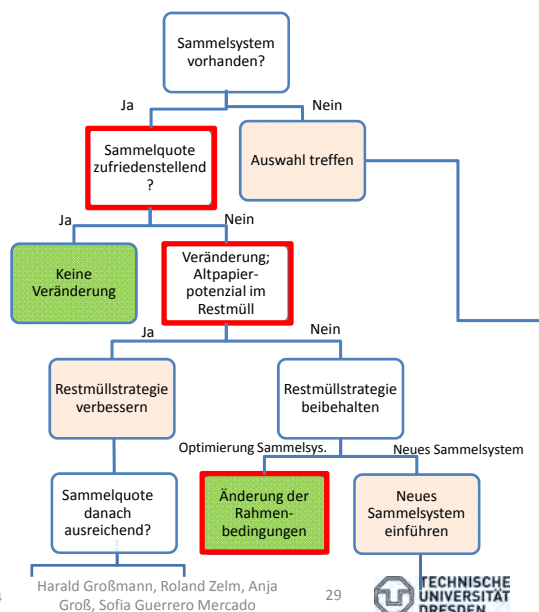 Sammelsystem
vorhanden?
Ja
Nein
Sammelquote
zufriedenstellend
?
Auswahl treffen
Ja
Nein
Keine
Veränderung
Veränderung;
Altpapier-
potenzial im
Restmüll
Ja
Nein
Restmüllstrategie
verbessern
Restmüllstrategie
beibehalten
Optimierung Sammelsys.
Neues Sammelsystem
Sammelquote
danach
ausreichend?
Änderung der
Rahmen-
bedingungen
Neues
Sammelsystem
einführen
Harald Großmann, Roland Zelm, Anja
Groß, Sofia Guerrero Mercado
29
TECHNISCHE
UNIVERSITÄT
DRESDEN